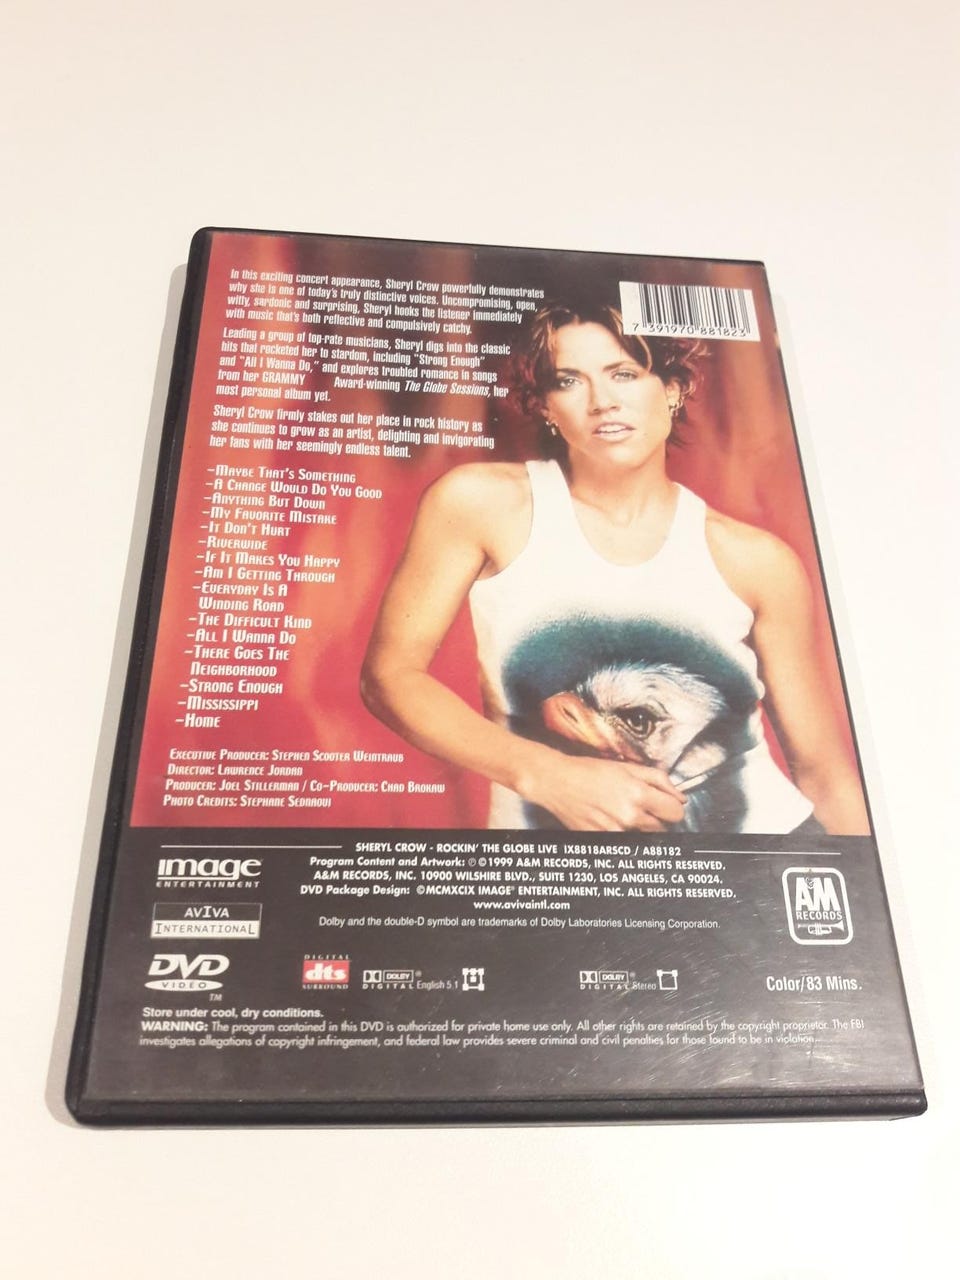 In this exciting concert appearance, Sheryl Crow powerfully demonstrates
why she is one of today's truly distinctive voices. Uncompromising, open,
witty, sardonic and surprising, Sheryl hooks the listener immediately
with music that's both reflective and compulsively catchy.
Leading a group of top-rate musicians, Sheryl digs into the classic
hits that rocketed her to stardom, including "Strong Enough"
and "All I Wanna Do," and explores troubled romance in songs
from her GRAMMY Award-winning The Globe Sessions, her
most personal album yet.
Sheryl Crow firmly stakes out her place in rock history as
she continues to grow as an artist, delighting and invigorating
her fans with her seemingly endless talent.
7 391970 881823
-Maybe That's Something
-A Change Would Do You Good
-Anything But Down
-My Favorite Mistake
-It Don't Hurt
-Riverwide
-If It Makes You Happy
-Am I Getting Through
-Everyday Is A
Winding Road
-The Difficult Kind
-All I Wanna Do
-There Goes The
Neighborhood
-Strong Enough
-Mississippi
-Home
Executive Producer: Stephen Scooter Weintraub
Director: Lawrence Jordan
Producer: Joel Stillerman / Co-Producer: Chad Brokaw
Photo Credits: Stephane Sednaoui
SHERYL CROW - ROCKIN' THE GLOBE LIVE IX8818ARSCD / A88182
Program Content and Artwork: ℗ © 1999 A&M RECORDS, INC. ALL RIGHTS RESERVED.
A&M RECORDS, INC. 10900 WILSHIRE BLVD., SUITE 1230, LOS ANGELES, CA 90024.
DVD Package Design: ©MCMXCIX IMAGE® ENTERTAINMENT, INC. ALL RIGHTS RESERVED.
www.avivaintl.com
Dolby and the double-D symbol are trademarks of Dolby Laboratories Licensing Corporation.
image
ENTERTAINMENT
AVIVA
INTERNATIONAL
A&M
RECORDS
DVD
VIDEO
TM
DIGITAL
dts
SURROUND
DOLBY®
DIGITAL English 5.1
DOLBY®
DIGITAL Stereo
Color/83 Mins.
Store under cool, dry conditions.
WARNING: The program contained in this DVD is authorized for private home use only. All other rights are retained by the copyright proprietor. The FBI
investigates allegations of copyright infringement, and federal law provides severe criminal and civil penalties for those found to be in violation.